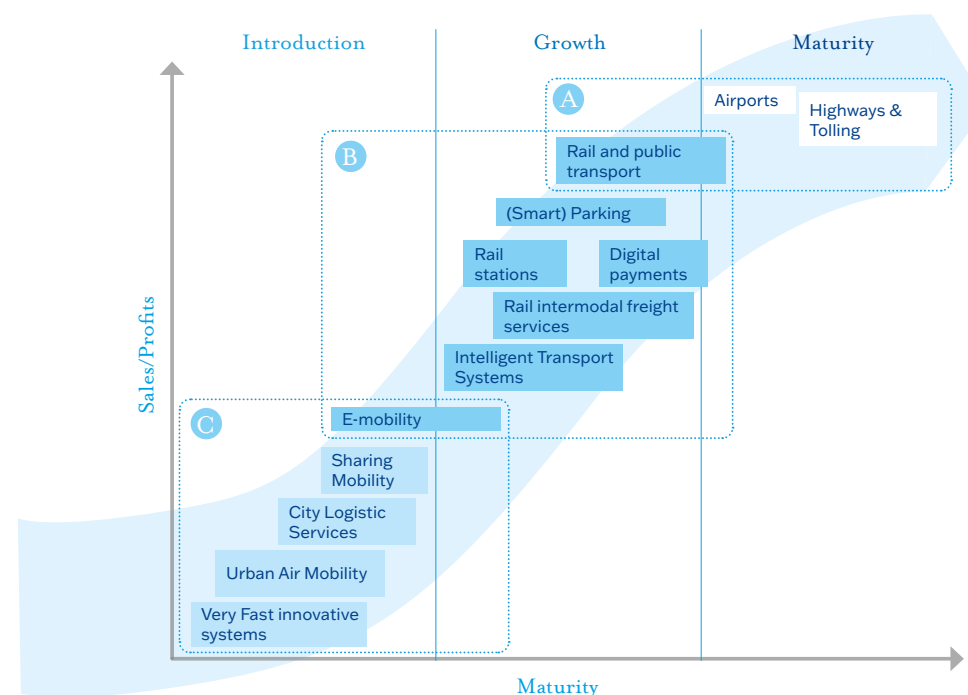 Introduction
Growth
Maturity
A
Airports
Highways &
Tolling
B
Rail and public
transport
(Smart) Parking
Rail
stations
Digital
payments
Rail intermodal freight
services
Intelligent Transport
Systems
Sales/Profits
C
E-mobility
Sharing
Mobility
City Logistic
Services
Urban Air Mobility
Very Fast innovative
systems
Maturity